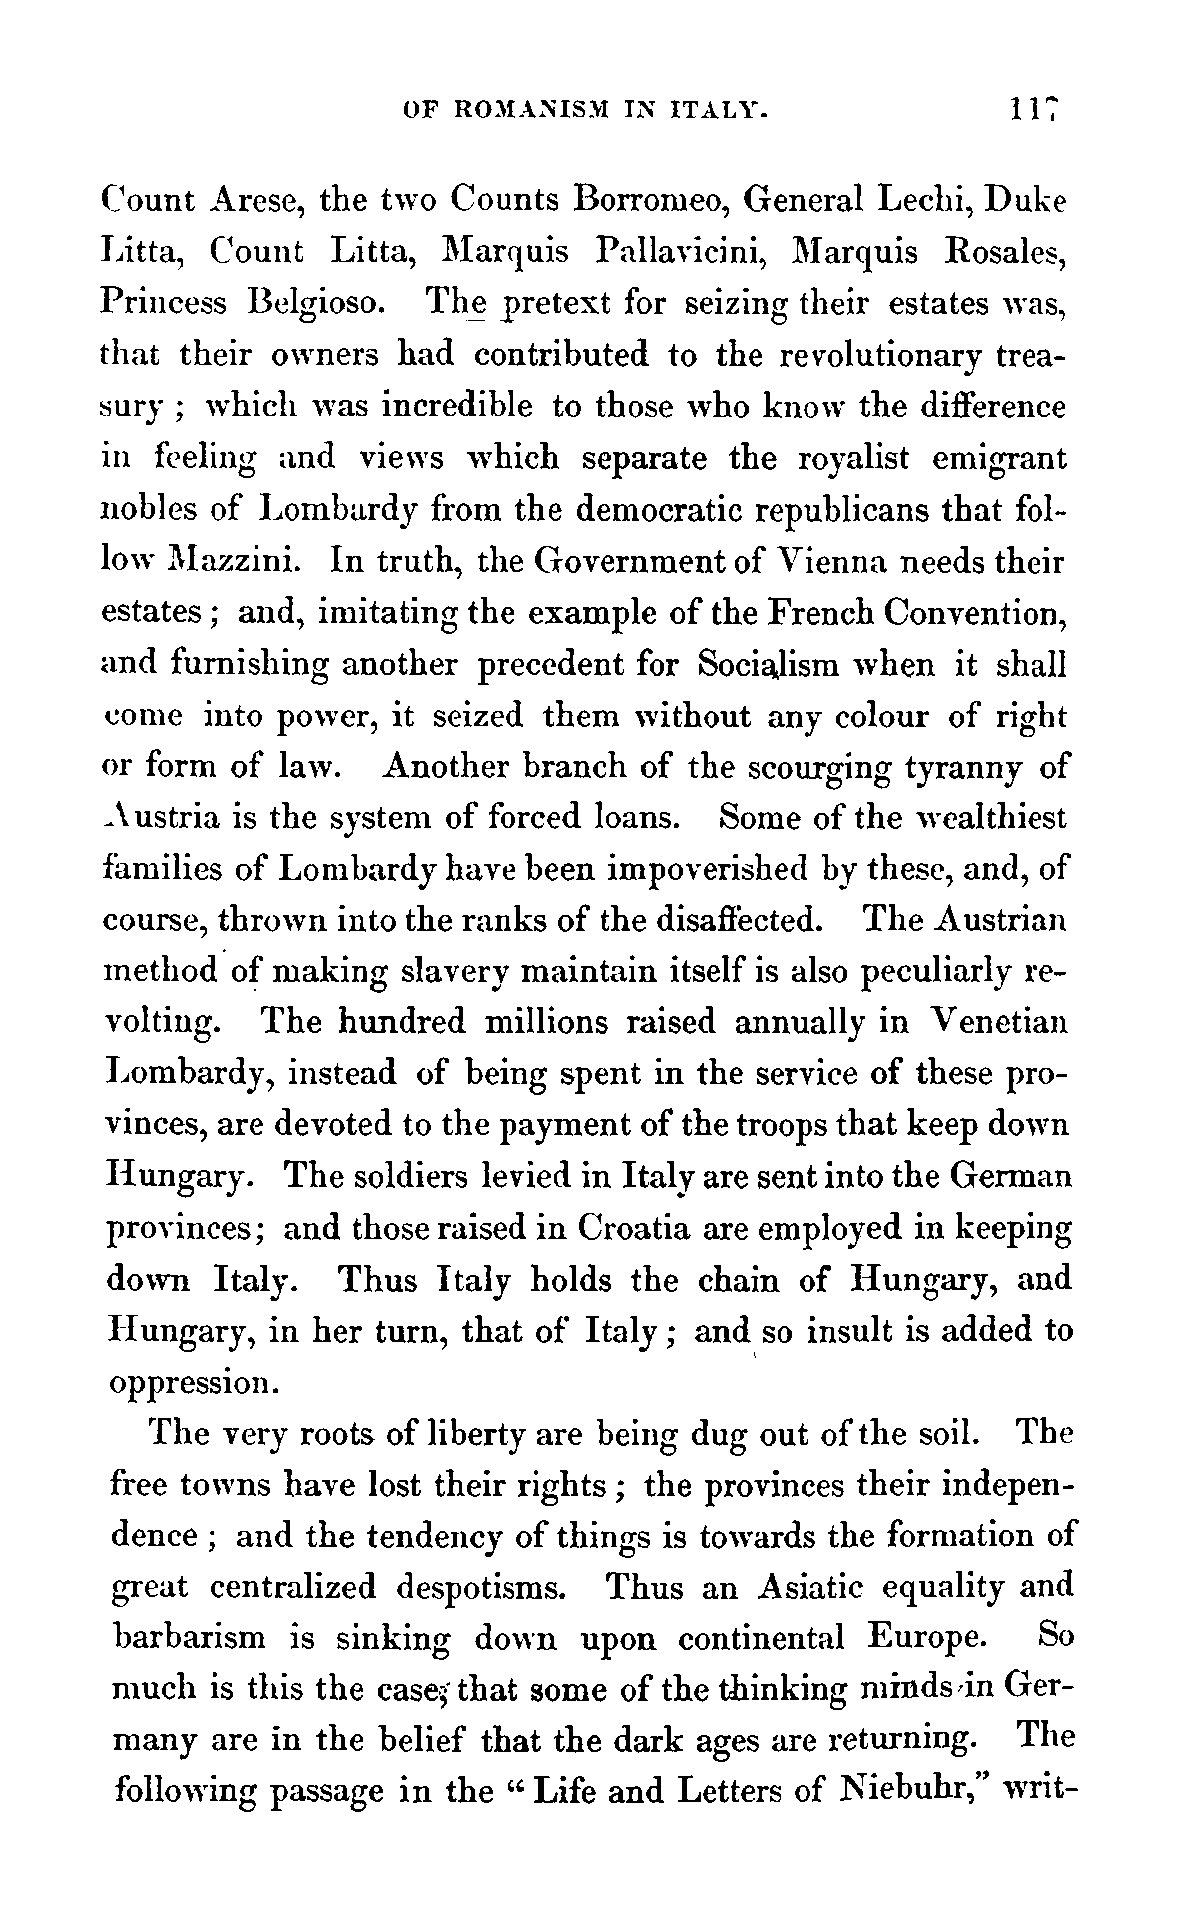 OF ROMANISM IN ITALY. 117
Count Arese, the two Counts Borromeo, General Lechi, Duke
Litta, Count Litta, Marquis Pallavicini, Marquis Rosales,
Princess Belgioso. The pretext for seizing their estates was,
that their owners had contributed to the revolutionary trea-
sury ; which was incredible to those who know the difference
in feeling and views which separate the royalist emigrant
nobles of Lombardy from the democratic republicans that fol-
low Mazzini. In truth, the Government of Vienna needs their
estates ; and, imitating the example of the French Convention,
and furnishing another precedent for Socialism when it shall
come into power, it seized them without any colour of right
or form of law. Another branch of the scourging tyranny of
Austria is the system of forced loans. Some of the wealthiest
families of Lombardy have been impoverished by these, and, of
course, thrown into the ranks of the disaffected. The Austrian
method of making slavery maintain itself is also peculiarly re-
volting. The hundred millions raised annually in Venetian
Lombardy, instead of being spent in the service of these pro-
vinces, are devoted to the payment of the troops that keep down
Hungary. The soldiers levied in Italy are sent into the German
provinces; and those raised in Croatia are employed in keeping
down Italy. Thus Italy holds the chain of Hungary, and
Hungary, in her turn, that of Italy ; and so insult is added to
oppression.
The very roots of liberty are being dug out of the soil. The
free towns have lost their rights ; the provinces their indepen-
dence ; and the tendency of things is towards the formation of
great centralized despotisms. Thus an Asiatic equality and
barbarism is sinking down upon continental Europe. So
much is this the case, that some of the thinking minds in Ger-
many are in the belief that the dark ages are returning. The
following passage in the “ Life and Letters of Niebuhr,” writ-